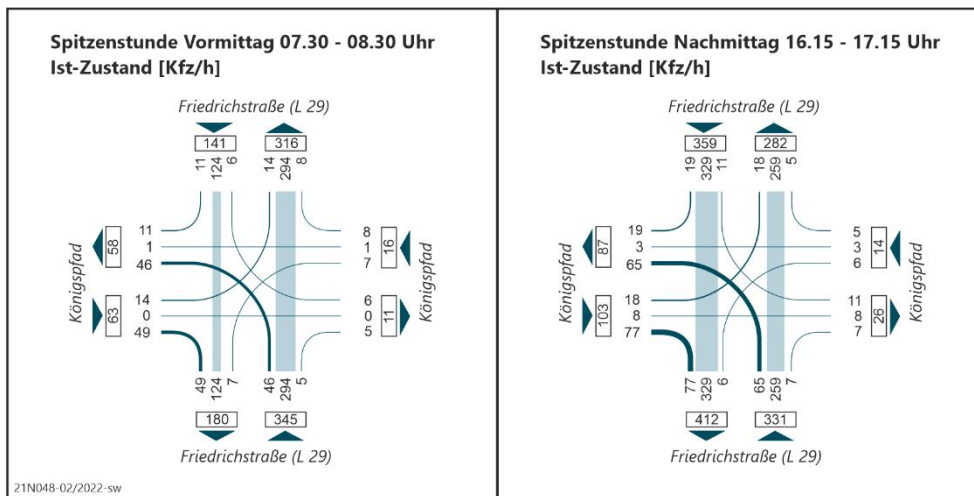 Spitzenstunde Vormittag 07.30 - 08.30 Uhr
Ist-Zustand [Kfz/h]
Friedrichstraße (L 29)
141 316
11 124 6 14 294 8
Königspfad
58
11
1
46
63
14
0
49
8
1
7
16
6
0
5
11
Königspfad
49 124 7 46 294 5
180 345
Friedrichstraße (L 29)
21N048-02/2022-sw
Spitzenstunde Nachmittag 16.15 - 17.15 Uhr
Ist-Zustand [Kfz/h]
Friedrichstraße (L 29)
359 282
19 329 11 18 259 5
Königspfad
87
19
3
65
103
18
8
77
5
3
6
14
11
8
7
26
Königspfad
77 329 6 65 259 7
412 331
Friedrichstraße (L 29)